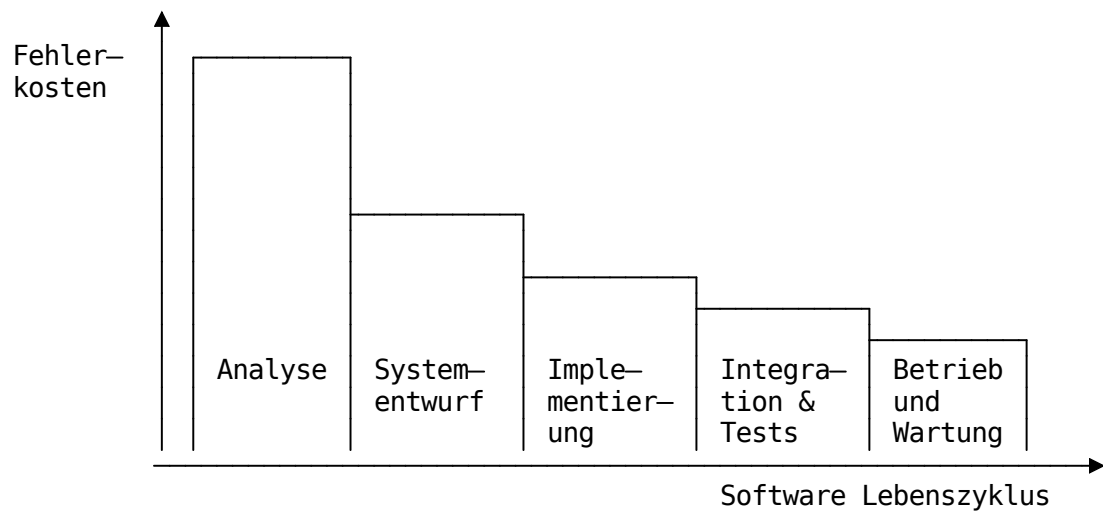 Fehler–
kosten
Analyse
System–
entwurf
Imple–
mentier–
ung
Integra–
tion &
Tests
Betrieb
und
Wartung
Software Lebenszyklus